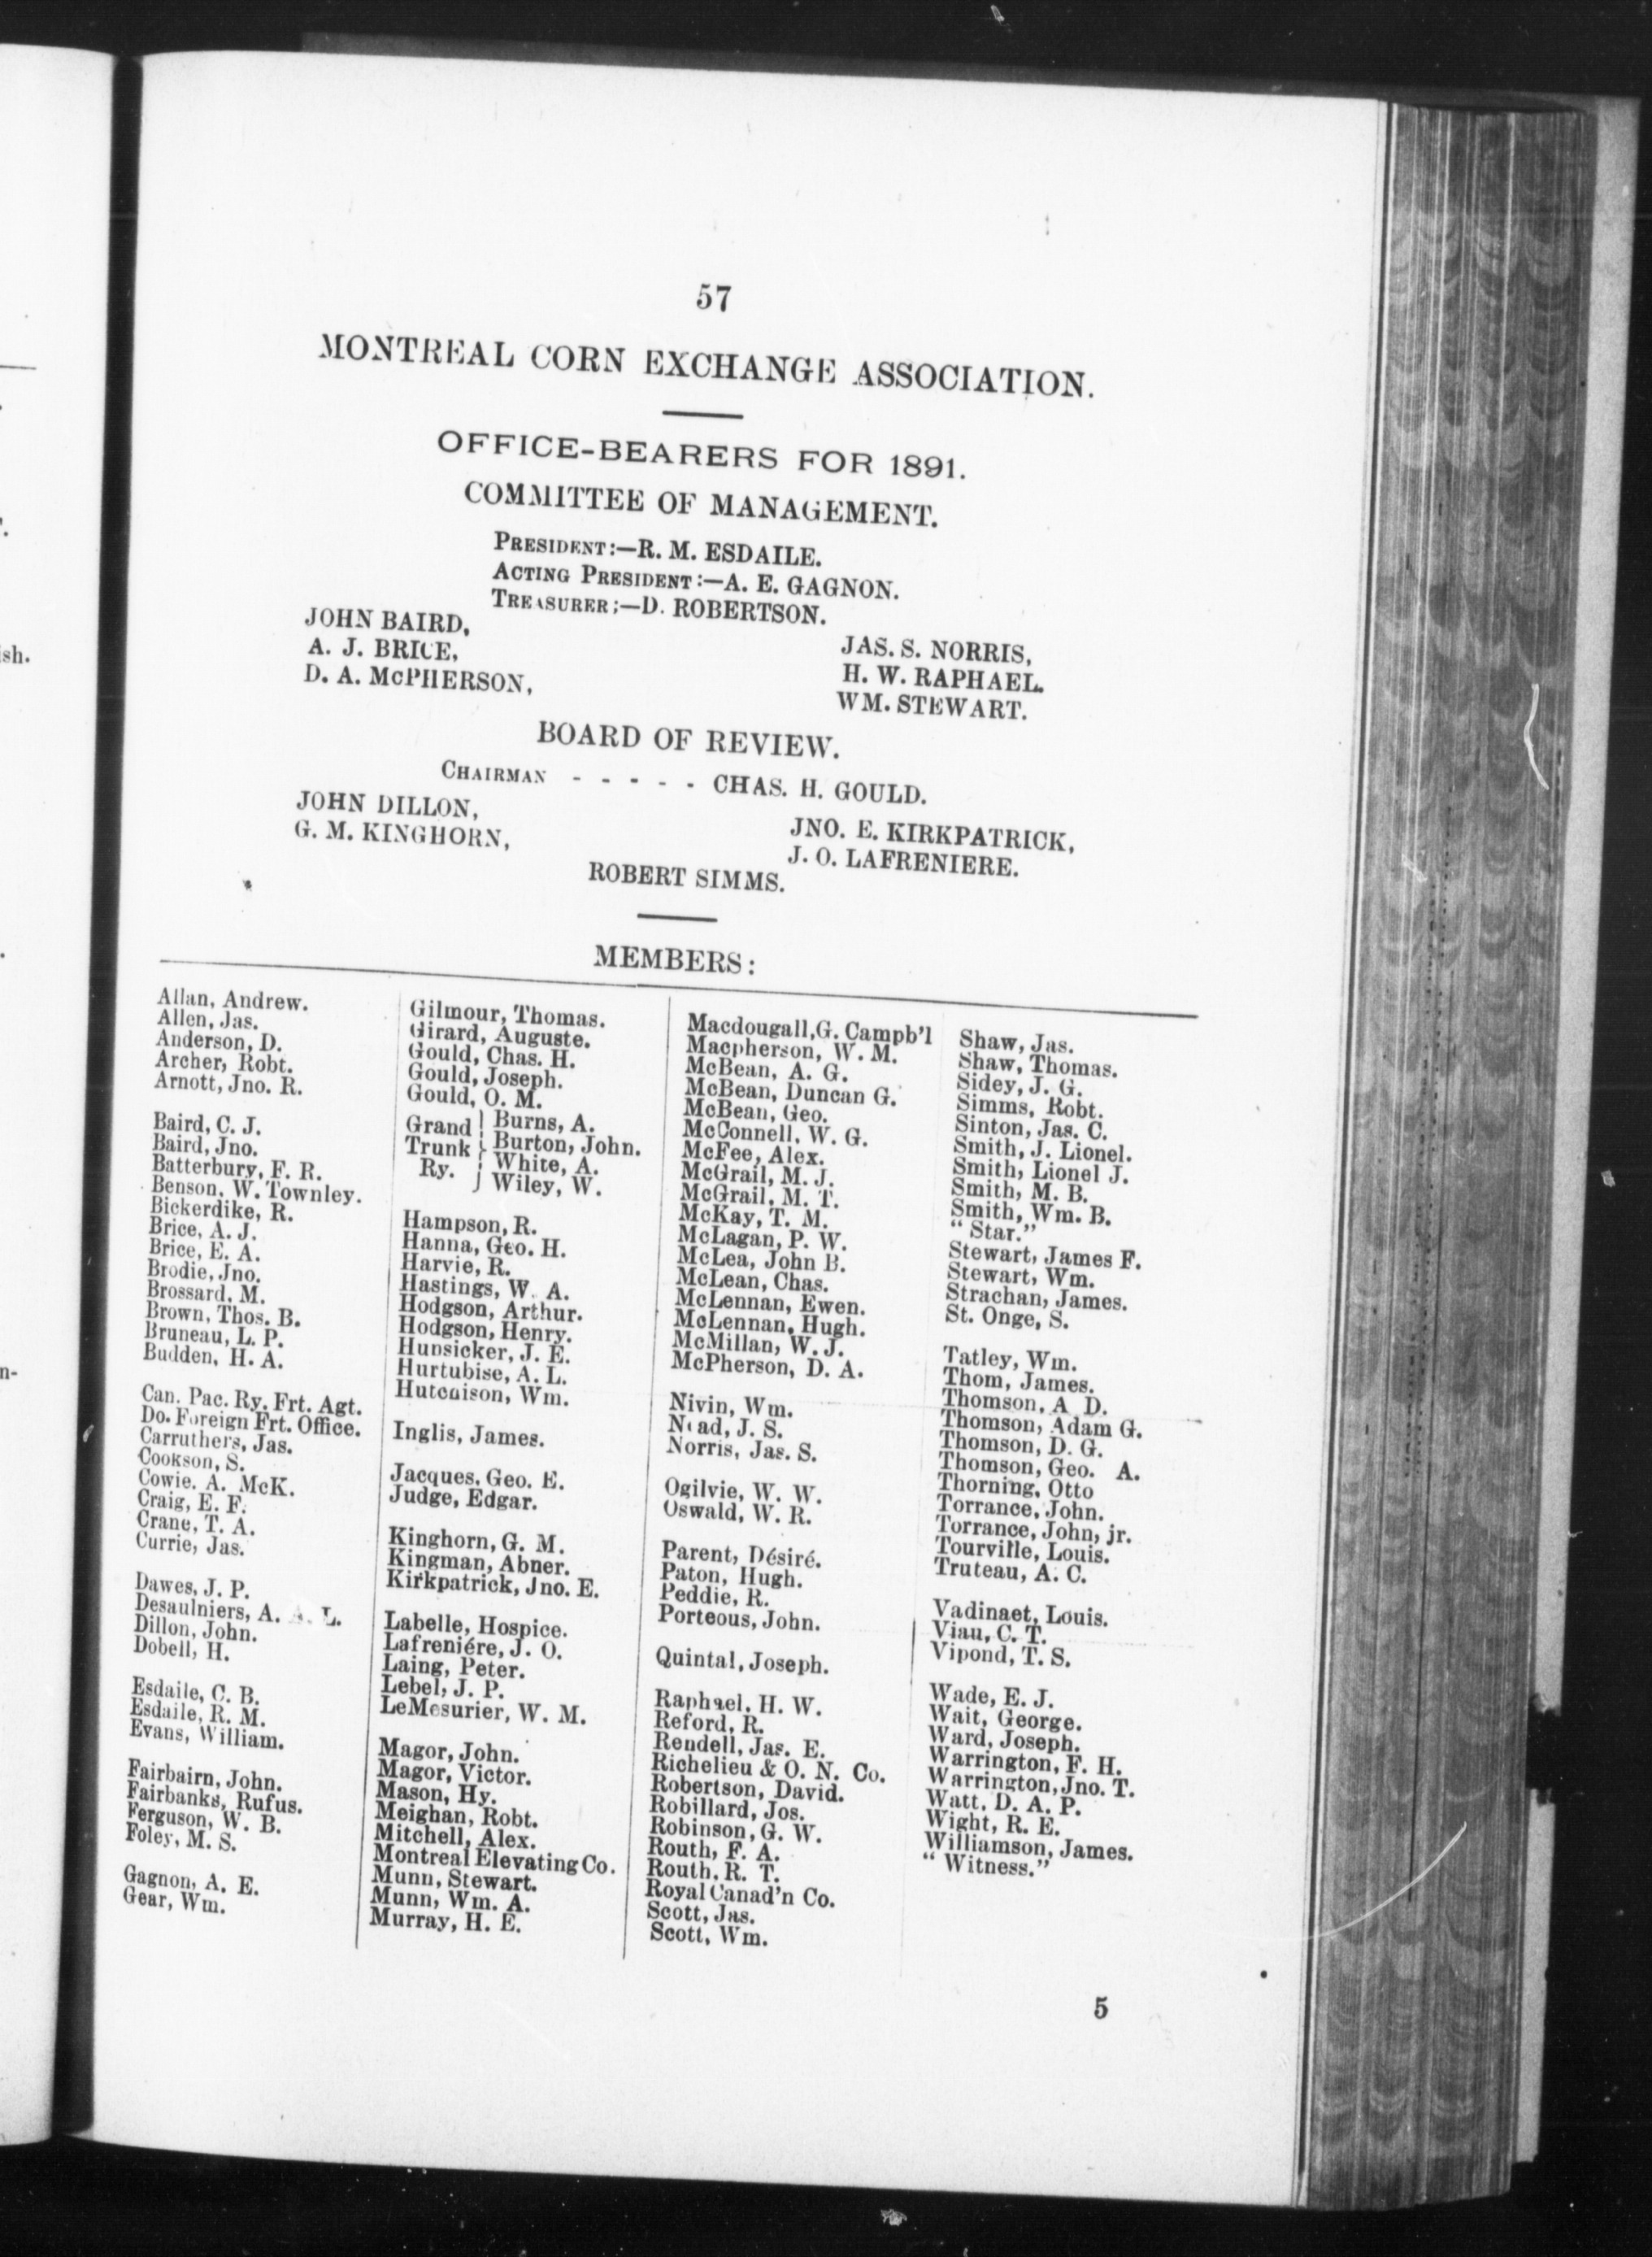 57
MONTREAL CORN EXCHANGE ASSOCIATION.
OFFICE-BEARERS FOR 1891.
COMMITTEE OF MANAGEMENT.
PRESIDENT:—R. M. ESDAILE.
ACTING PRESIDENT:—A. E. GAGNON.
TREASURER;—D. ROBERTSON.
JOHN BAIRD,
A. J. BRICE,
D. A. McPHERSON,
JAS. S. NORRIS,
H. W. RAPHAEL.
WM. STEWART.
BOARD OF REVIEW.
CHAIRMAN - - - - - CHAS. H. GOULD.
JOHN DILLON,
G. M. KINGHORN,
JNO. E. KIRKPATRICK,
J. O. LAFRENIERE.
ROBERT SIMMS.
MEMBERS:
Allan, Andrew.
Allen, Jas.
Anderson, D.
Archer, Robt.
Arnott, Jno. R.
Baird, C. J.
Baird, Jno.
Batterbury, F. R.
Benson, W. Townley.
Bickerdike, R.
Brice, A. J.
Brice, E. A.
Brodie, Jno.
Brossard, M.
Brown, Thos. B.
Bruneau, L. P.
Budden, H. A.
Can. Pac. Ry. Frt. Agt.
Do. Foreign Frt. Office.
Carruthers, Jas.
Cookson, S.
Cowie, A. McK.
Craig, E. F.
Crane, T. A.
Currie, Jas.
Dawes, J. P.
Desaulniers, A. A. L.
Dillon, John.
Dobell, H.
Esdaile, C. B.
Esdaile, R. M.
Evans, William.
Fairbairn, John.
Fairbanks, Rufus.
Ferguson, W. B.
Foley, M. S.
Gagnon, A. E.
Gear, Wm.
Gilmour, Thomas.
Girard, Auguste.
Gould, Chas. H.
Gould, Joseph.
Gould, O. M.
Grand Trunk Ry. } Burns, A.
Burton, John.
White, A.
Wiley, W.
Hampson, R.
Hanna, Geo. H.
Harvie, R.
Hastings, W. A.
Hodgson, Arthur.
Hodgson, Henry.
Hunsicker, J. E.
Hurtubise, A. L.
Hutchison, Wm.
Inglis, James.
Jacques, Geo. E.
Judge, Edgar.
Kinghorn, G. M.
Kingman, Abner.
Kirkpatrick, Jno. E.
Labelle, Hospice.
Lafreniére, J. O.
Laing, Peter.
Lebel, J. P.
LeMesurier, W. M.
Magor, John.
Magor, Victor.
Mason, Hy.
Meighan, Robt.
Mitchell, Alex.
Montreal Elevating Co.
Munn, Stewart.
Munn, Wm. A.
Murray, H. E.
Macdougall, G. Campb'l
Macpherson, W. M.
McBean, A. G.
McBean, Duncan G.
McBean, Geo.
McConnell, W. G.
McFee, Alex.
McGrail, M. J.
McGrail, M. T.
McKay, T. M.
McLagan, P. W.
McLea, John B.
McLean, Chas.
McLennan, Ewen.
McLennan, Hugh.
McMillan, W. J.
McPherson, D. A.
Nivin, Wm.
Noad, J. S.
Norris, Jas. S.
Ogilvie, W. W.
Oswald, W. R.
Parent, Désiré.
Paton, Hugh.
Peddie, R.
Porteous, John.
Quintal, Joseph.
Raphael, H. W.
Reford, R.
Rendell, Jas. E.
Richelieu & O. N. Co.
Robertson, David.
Robillard, Jos.
Robinson, G. W.
Routh, F. A.
Routh, R. T.
Royal Canad'n Co.
Scott, Jas.
Scott, Wm.
Shaw, Jas.
Shaw, Thomas.
Sidey, J. G.
Simms, Robt.
Sinton, Jas. C.
Smith, J. Lionel.
Smith, Lionel J.
Smith, M. B.
Smith, Wm. B.
“ Star.”
Stewart, James F.
Stewart, Wm.
Strachan, James.
St. Onge, S.
Tatley, Wm.
Thom, James.
Thomson, A D.
Thomson, Adam G.
Thomson, D. G.
Thomson, Geo. A.
Thorning, Otto
Torrance, John.
Torrance, John, jr.
Tourville, Louis.
Truteau, A. C.
Vadinaet, Louis.
Viau, C. T.
Vipond, T. S.
Wade, E. J.
Wait, George.
Ward, Joseph.
Warrington, F. H.
Warrington, Jno. T.
Watt, D. A. P.
Wight, R. E.
Williamson, James.
“ Witness.”
5